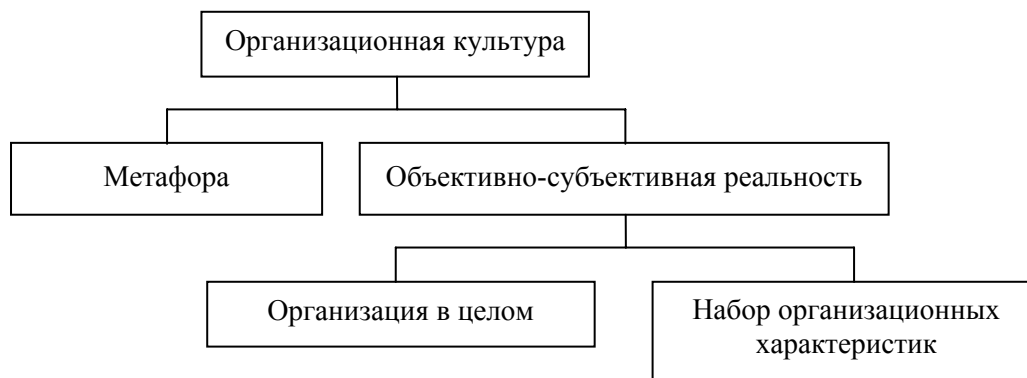 Организационная культура
Метафора
Объективно-субъективная реальность
Организация в целом
Набор организационных
характеристик